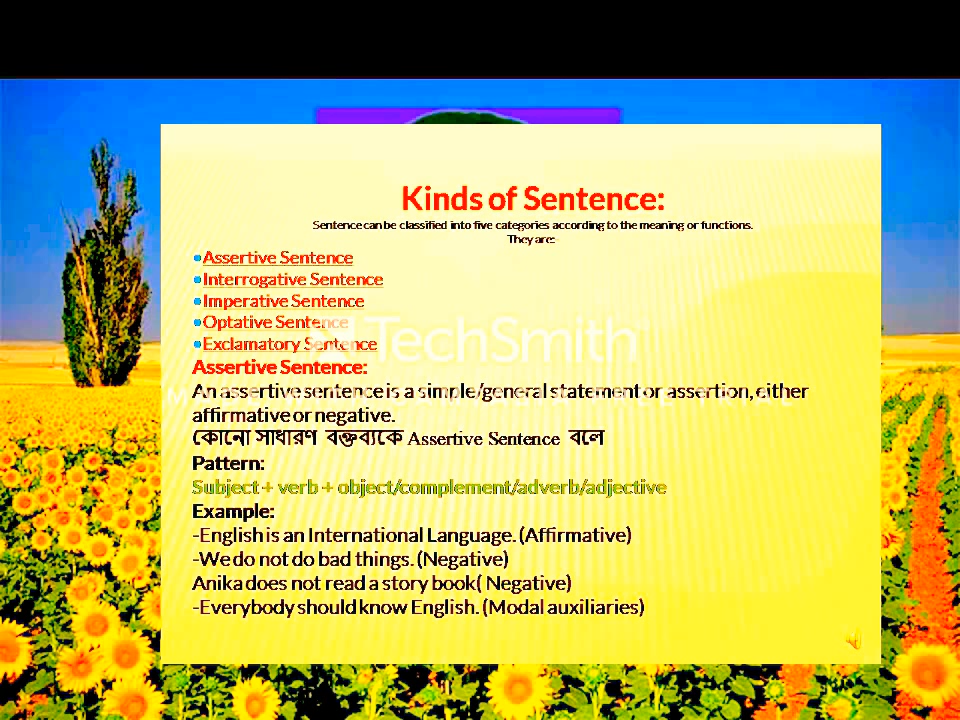 Kinds of Sentence:
Sentence can be classified into five categories according to the meaning or functions.
They are:
•Assertive Sentence
•Interrogative Sentence
•Imperative Sentence
•Optative Sentence
•Exclamatory Sentence
TechSmith
Assertive Sentence:
An assertive sentence is a simple/general statement or assertion, either
affirmative or negative.
কোনো সাধারণ বক্তব্যকে Assertive Sentence বলে
Pattern:
Subject + verb + object/complement/adverb/adjective
Example:
-English is an International Language. (Affirmative)
-We do not do bad things. (Negative)
Anika does not read a story book( Negative)
-Everybody should know English. (Modal auxiliaries)